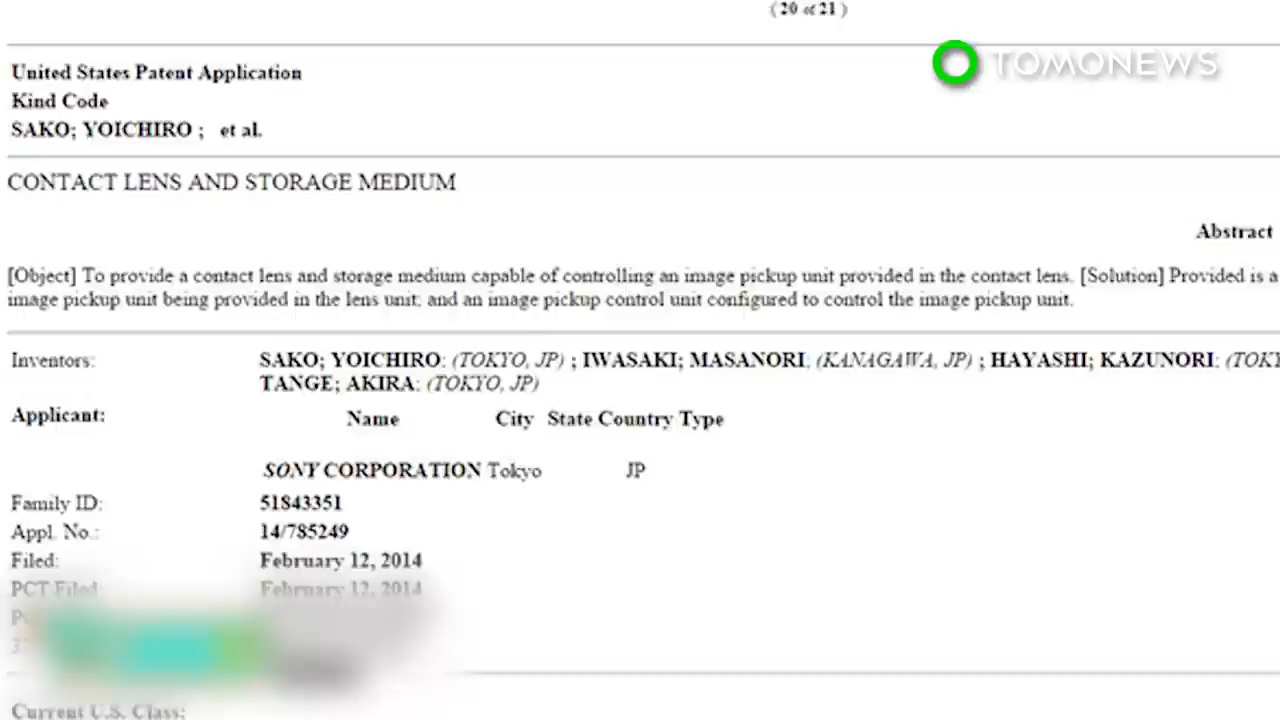 ( 20 of 21 )
TOMONEWS
United States Patent Application
Kind Code
SAKO; YOICHIRO ; et al.
CONTACT LENS AND STORAGE MEDIUM
Abstract
[Object] To provide a contact lens and storage medium capable of controlling an image pickup unit provided in the contact lens. [Solution] Provided is a
image pickup unit being provided in the lens unit; and an image pickup control unit configured to control the image pickup unit.
Inventors: SAKO; YOICHIRO: (TOKYO, JP) ; IWASAKI; MASANORI: (KANAGAWA, JP) ; HAYASHI; KAZUNORI: (TOKY
TANGE; AKIRA: (TOKYO, JP)
Applicant: Name City State Country Type
SONY CORPORATION Tokyo JP
Family ID: 51843351
Appl. No.: 14/785249
Filed: February 12, 2014
PCT Filed: February 12, 2014
Current U.S. Class: